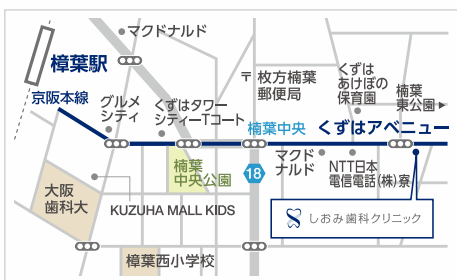 マクドナルド
樟葉駅
京阪本線
グルメ
シティ
くずはタワー
シティーTコート
〒 枚方楠葉
郵便局
くずは
あけぼの
保育園
楠葉
東公園▶
楠葉中央
くずはアベニュー
マクド
ナルド
NTT日本
電信電話(株)寮
18
楠葉
中央公園
大阪
歯科大
KUZUHA MALL KIDS
しおみ歯科クリニック
樟葉西小学校